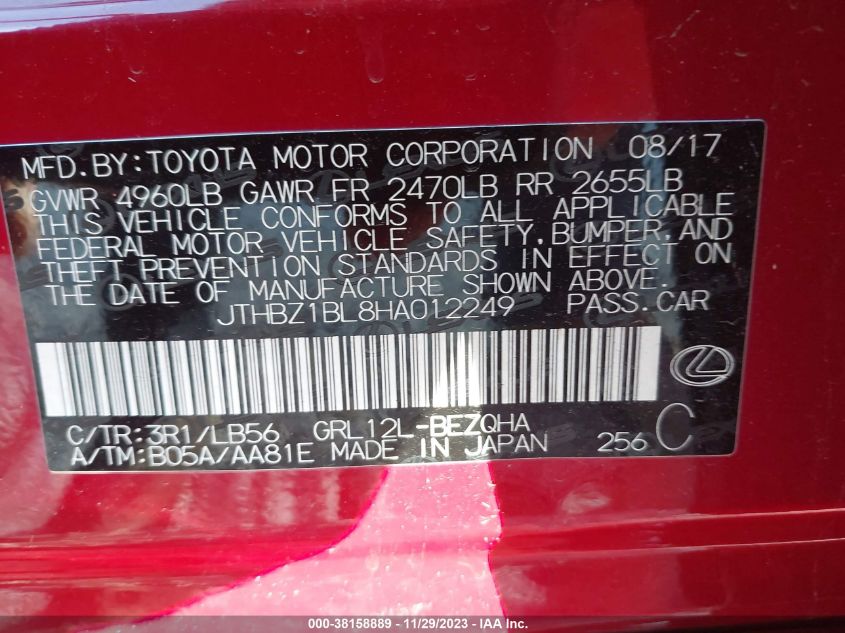 MFD.BY:TOYOTA MOTOR CORPORATION 08/17
GVWR 4960LB GAWR FR 2470LB RR 2655LB
THIS VEHICLE CONFORMS TO ALL APPLICABLE
FEDERAL MOTOR VEHICLE SAFETY,BUMPER,AND
THEFT PREVENTION STANDARDS IN EFFECT ON
THE DATE OF MANUFACTURE SHOWN ABOVE.
JTHBZ1BL8HA012249 PASS.CAR
C/TR:3R1/LB56 GRL12L-BEZQHA
A/TM:B05A/AA81E MADE IN JAPAN 256 C
000-38158889 - 11/29/2023 - IAAI.com